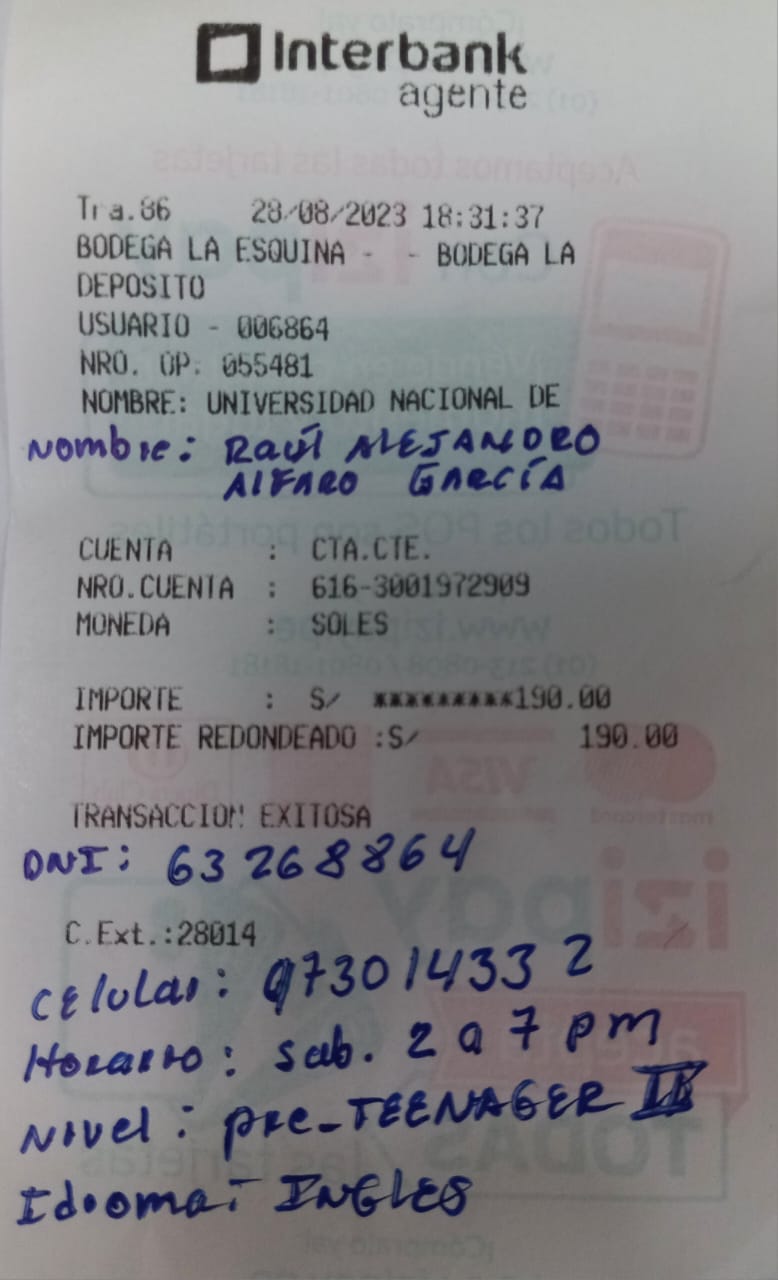 Interbank
agente
Tra.86 28/08/2023 18:31:37
BODEGA LA ESQUINA - - BODEGA LA
DEPOSITO
USUARIO - 006864
NRO. OP: 055481
NOMBRE: UNIVERSIDAD NACIONAL DE
Nombre: Raúl ALEJANDRO
ALFARO GARCÍA
CUENTA : CTA.CTE.
NRO.CUENTA : 616-3001972909
MONEDA : SOLES
IMPORTE : S/ *********190.00
IMPORTE REDONDEADO :S/ 190.00
TRANSACCION EXITOSA
DNI: 63268864
C.Ext.:28014
Celular: 973014332
Horario: sab. 2 a 7 pm
Nivel: pre-TEENAGER
Idioma: INGLES